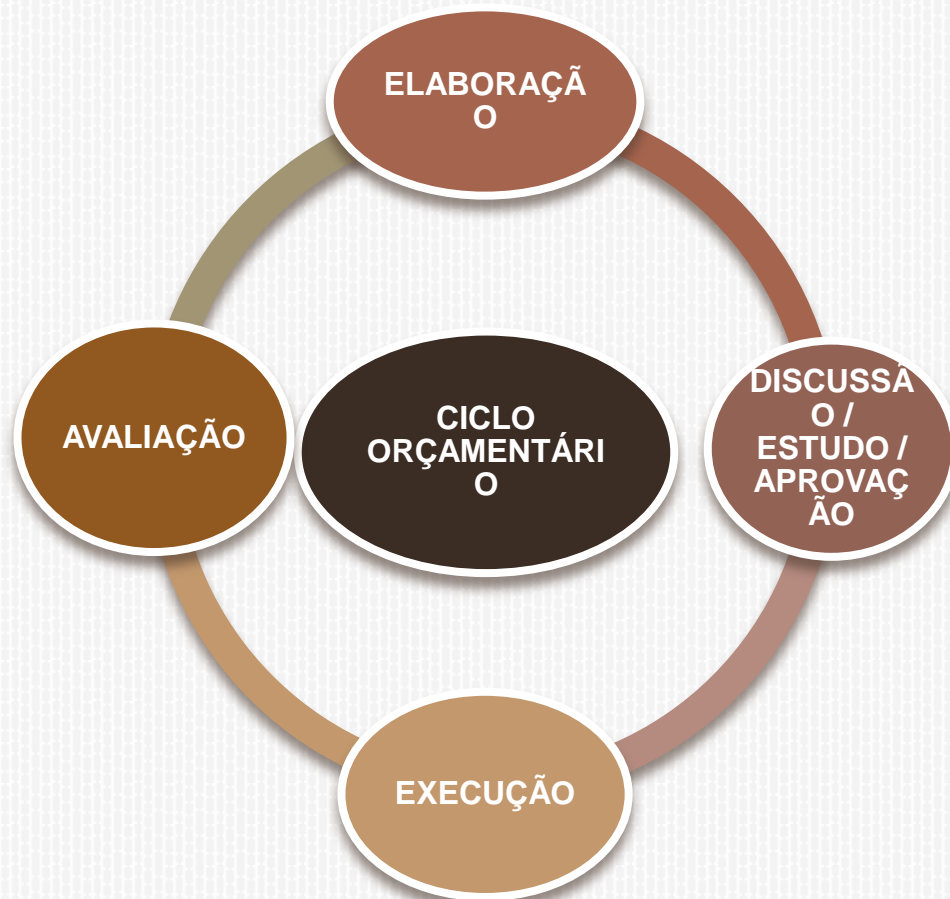 ELABORAÇÃ
O
DISCUSSÃ
O /
ESTUDO /
APROVAÇ
ÃO
CICLO
ORÇAMENTÁRI
O
AVALIAÇÃO
EXECUÇÃO